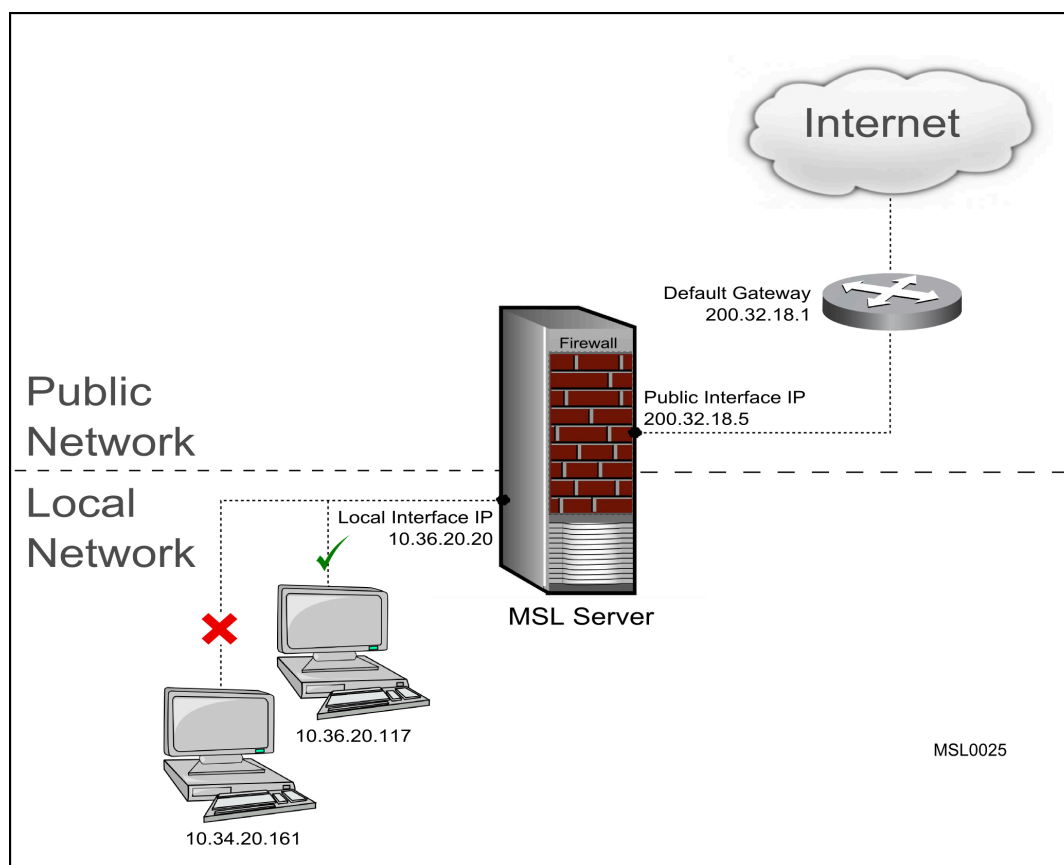 Internet
Default Gateway
200.32.18.1
Firewall
Public Interface IP
200.32.18.5
Public
Network
Local
Network
Local Interface IP
10.36.20.20
MSL Server
10.36.20.117
10.34.20.161
MSL0025